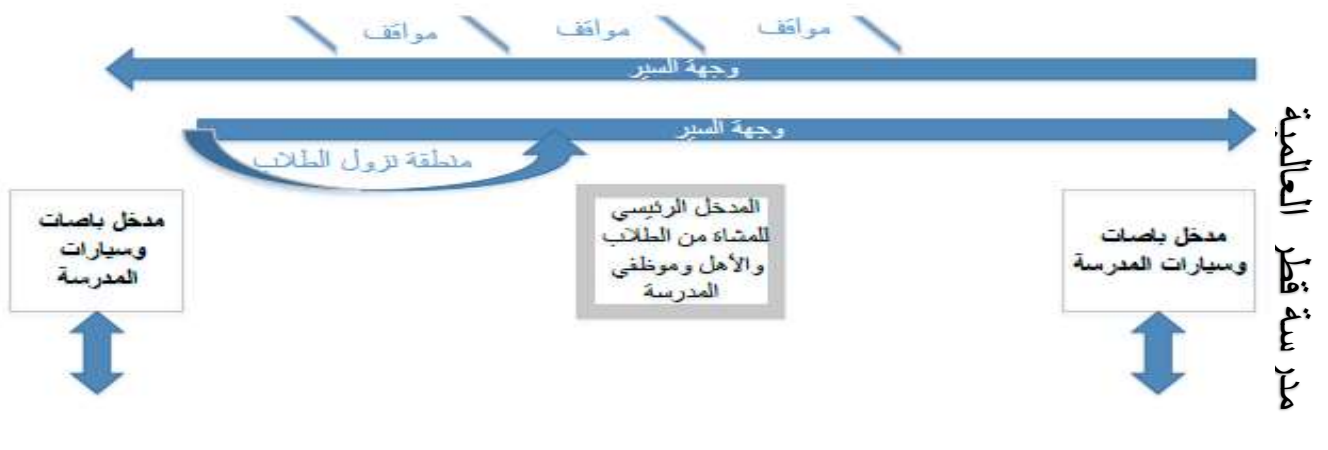 مواقف
مواقف
مواقف
وجهة السير
وجهة السير
منطقة نزول الطلاب
مدخل باصات
وسيارات المدرسة
المدخل الرئيسي
للمشاة من الطلاب
والأهل وموظفي
المدرسة
مدخل باصات
وسيارات
المدرسة
مدرسة قطر العالمية